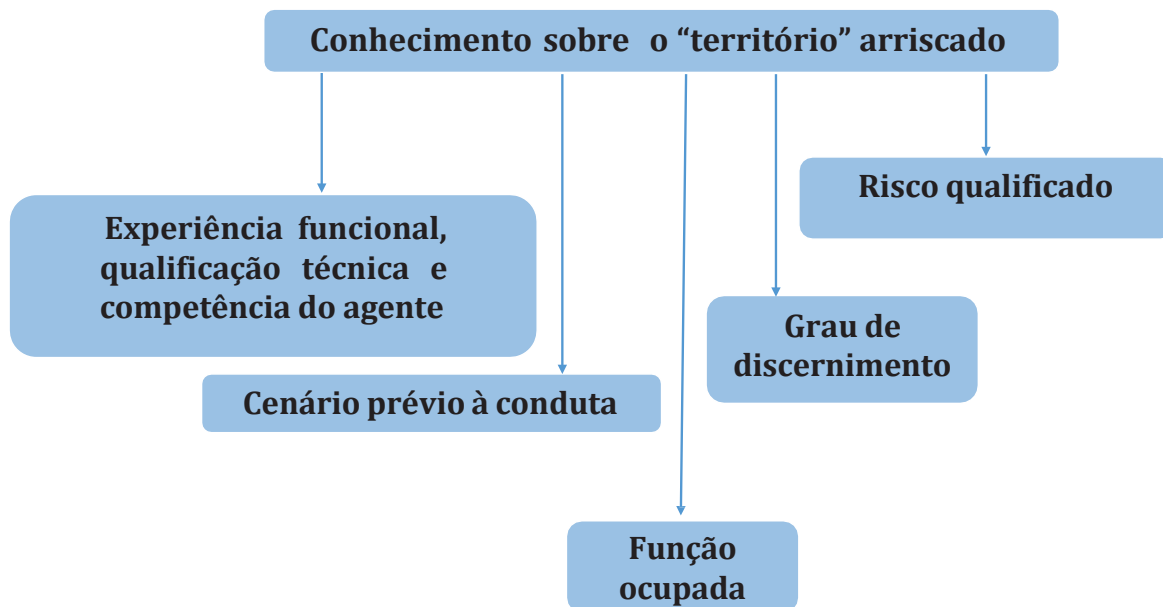 Conhecimento sobre o “território” arriscado
Experiência funcional,
qualificação técnica e
competência do agente
Cenário prévio à conduta
Função
ocupada
Grau de
discernimento
Risco qualificado